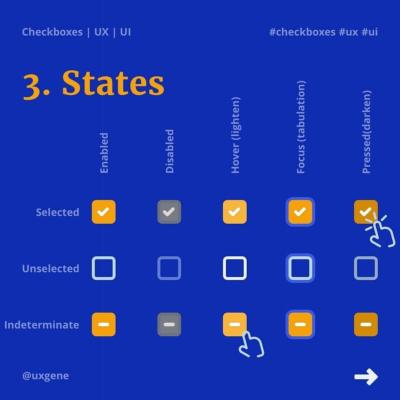 Checkboxes | UX | UI
#checkboxes #ux #ui
3. States
Enabled
Disabled
Hover (lighten)
Focus (tabulation)
Pressed(darken)
Selected
Unselected
Indeterminate
@uxgene